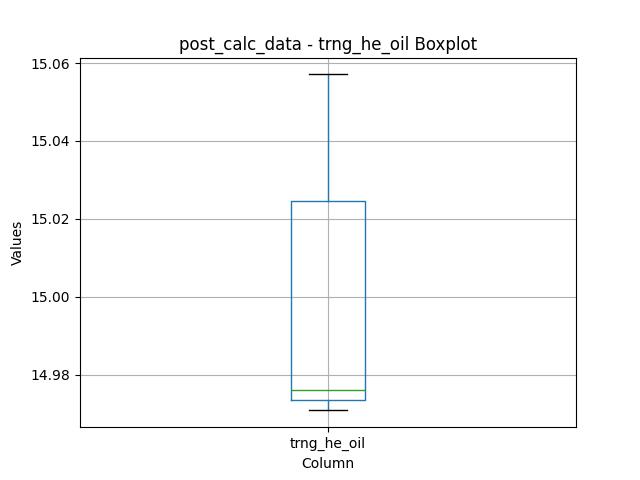 post_calc_data - trng_he_oil Boxplot
15.06
15.04
15.02
15.00
14.98
Values
trng_he_oil
Column